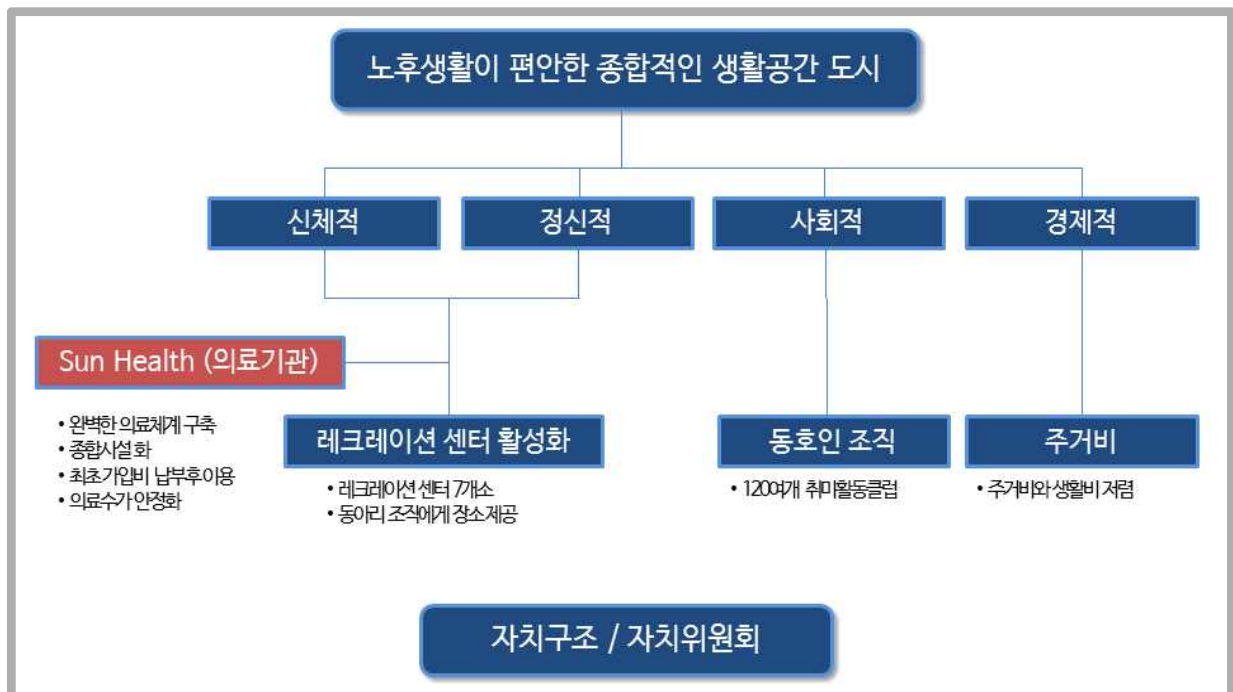 노후생활이 편안한 종합적인 생활공간 도시
신체적
정신적
사회적
경제적
Sun Health (의료기관)
• 완벽한 의료체계 구축
• 종합시설 화
• 최초가입비 납부후 이용
• 의료수가 안정화
레크레이션 센터 활성화
• 레크레이션 센터 7개소
• 동아리 조직에게 장소 제공
동호인 조직
• 120여개 취미활동클럽
주거비
• 주거비와 생활비 저렴
자치구조 / 자치위원회